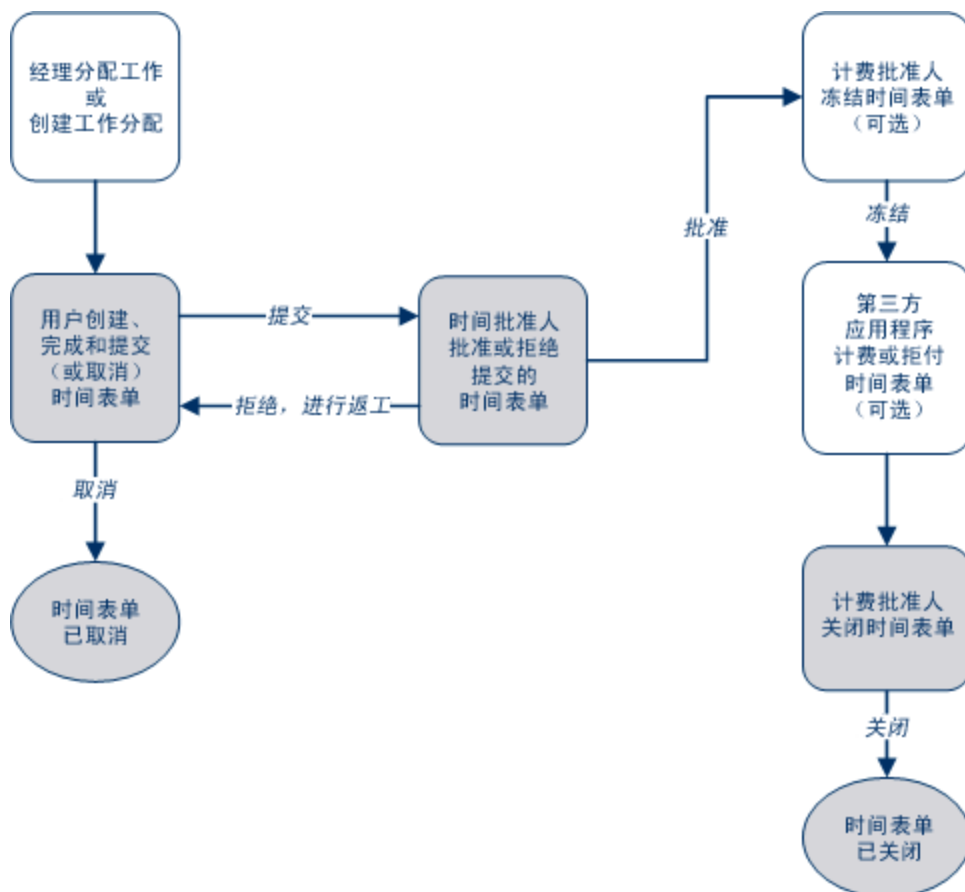 经理分配工作
或
创建工作分配
用户创建、
完成和提交
（或取消）
时间表单
提交
拒绝，进行返工
取消
时间表单
已取消
时间批准人
批准或拒绝
提交的
时间表单
批准
计费批准人
冻结时间表单
（可选）
冻结
第三方
应用程序
计费或拒付
时间表单
（可选）
计费批准人
关闭时间表单
关闭
时间表单
已关闭